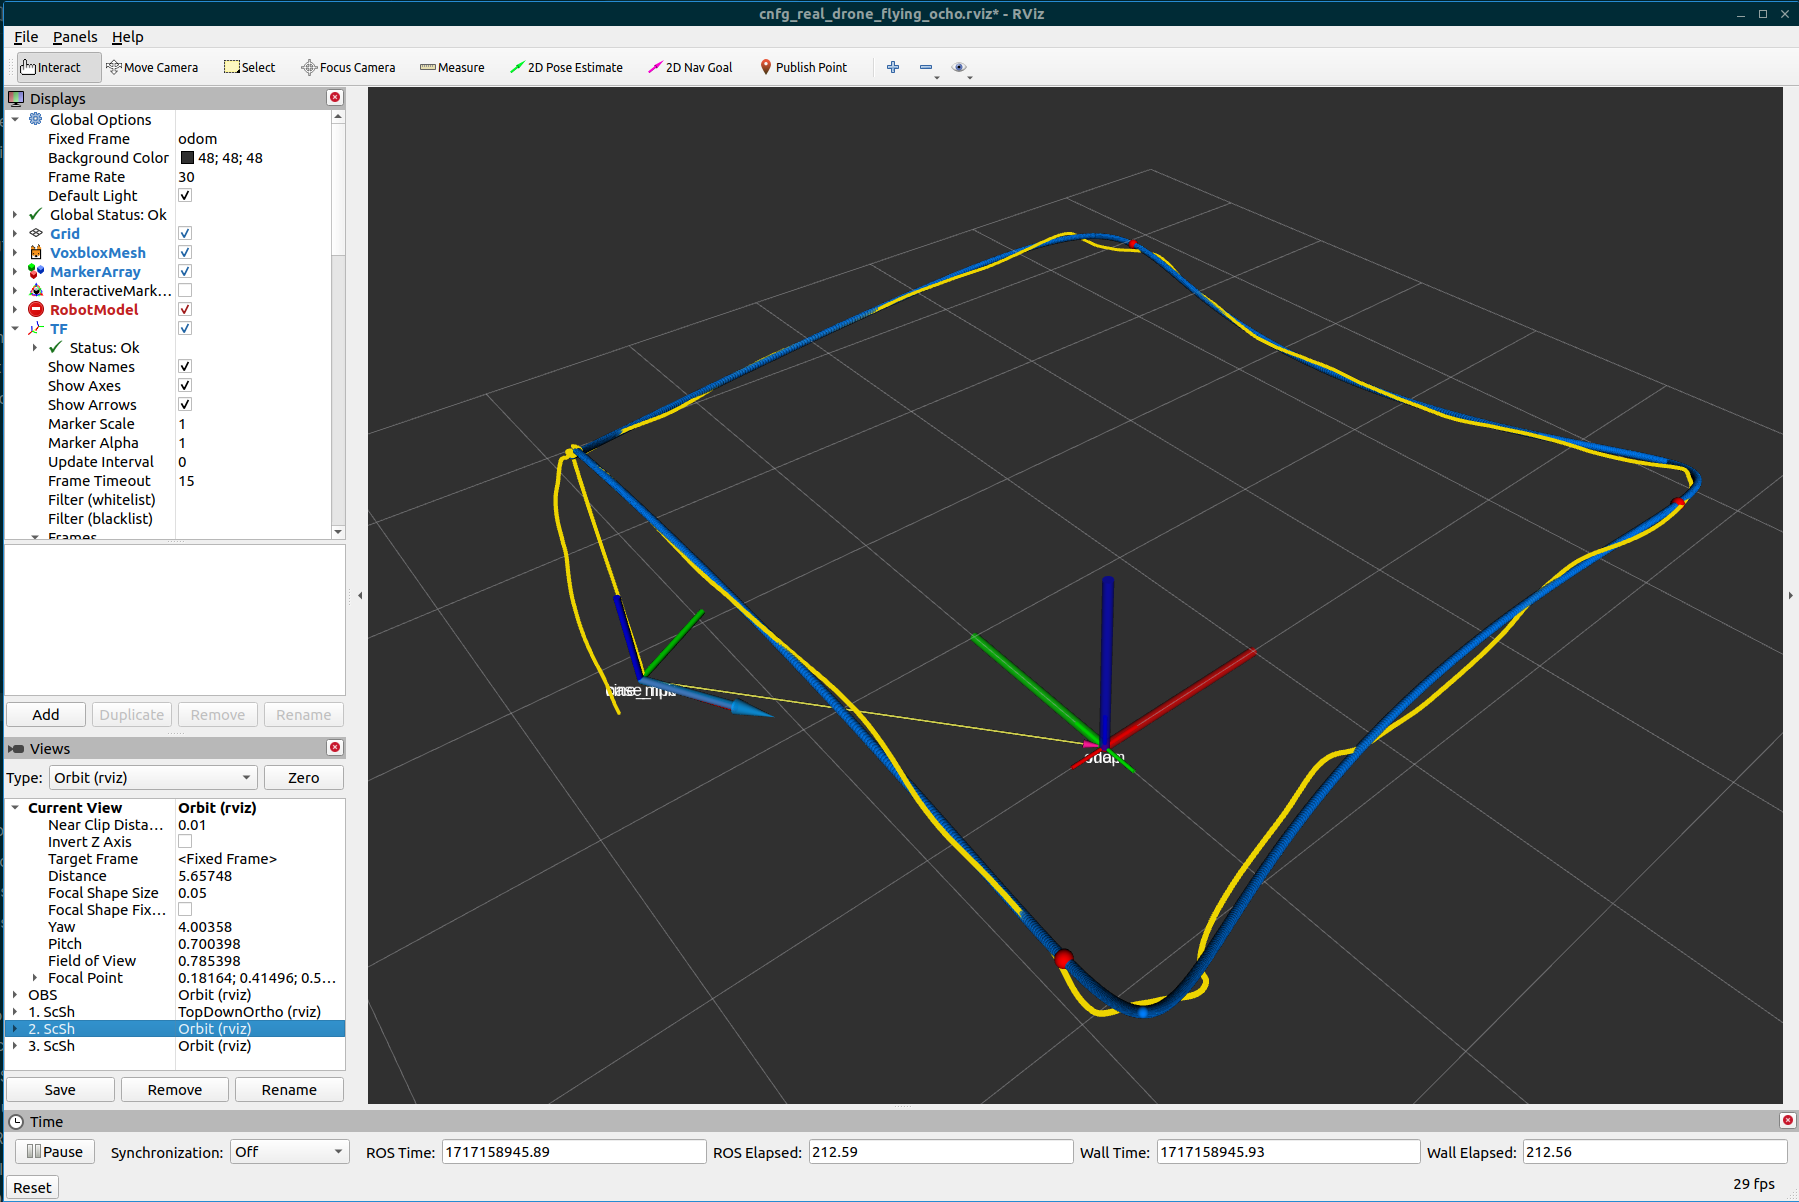 cnfg_real_drone_flying_ocho.rviz* - RViz
File Panels Help
Interact Move Camera Select Focus Camera Measure 2D Pose Estimate 2D Nav Goal Publish Point
Displays
Global Options
Fixed Frame odom
Background Color 48; 48; 48
Frame Rate 30
Default Light
Global Status: Ok
Grid
VoxbloxMesh
MarkerArray
InteractiveMark...
RobotModel
TF
Status: Ok
Show Names
Show Axes
Show Arrows
Marker Scale 1
Marker Alpha 1
Update Interval 0
Frame Timeout 15
Filter (whitelist)
Filter (blacklist)
Frames
Add Duplicate Remove Rename
Views
Type: Orbit (rviz) Zero
Current View Orbit (rviz)
Near Clip Dista... 0.01
Invert Z Axis
Target Frame <Fixed Frame>
Distance 5.65748
Focal Shape Size 0.05
Focal Shape Fix...
Yaw 4.00358
Pitch 0.700398
Field of View 0.785398
Focal Point 0.18164; 0.41496; 0.5...
OBS Orbit (rviz)
1. ScSh TopDownOrtho (rviz)
2. ScSh Orbit (rviz)
3. ScSh Orbit (rviz)
Save Remove Rename
Time
Pause Synchronization: Off ROS Time: 1717158945.89 ROS Elapsed: 212.59 Wall Time: 1717158945.93 Wall Elapsed: 212.56
Reset 29 fps